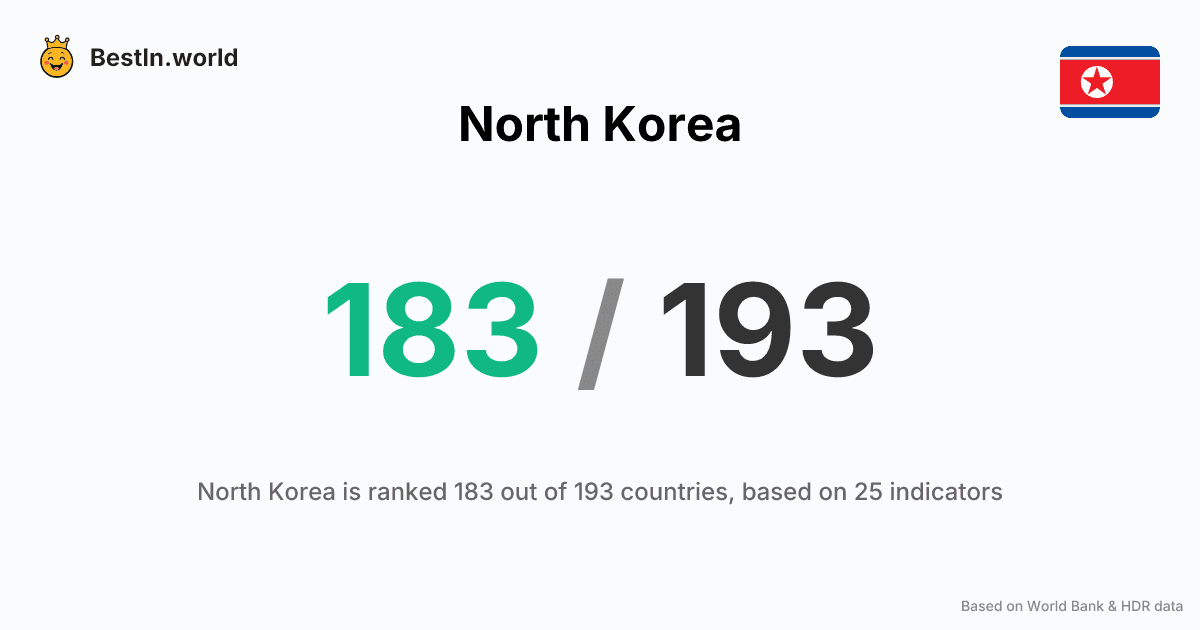 BestIn.world
North Korea
183 / 193
North Korea is ranked 183 out of 193 countries, based on 25 indicators
Based on World Bank & HDR data